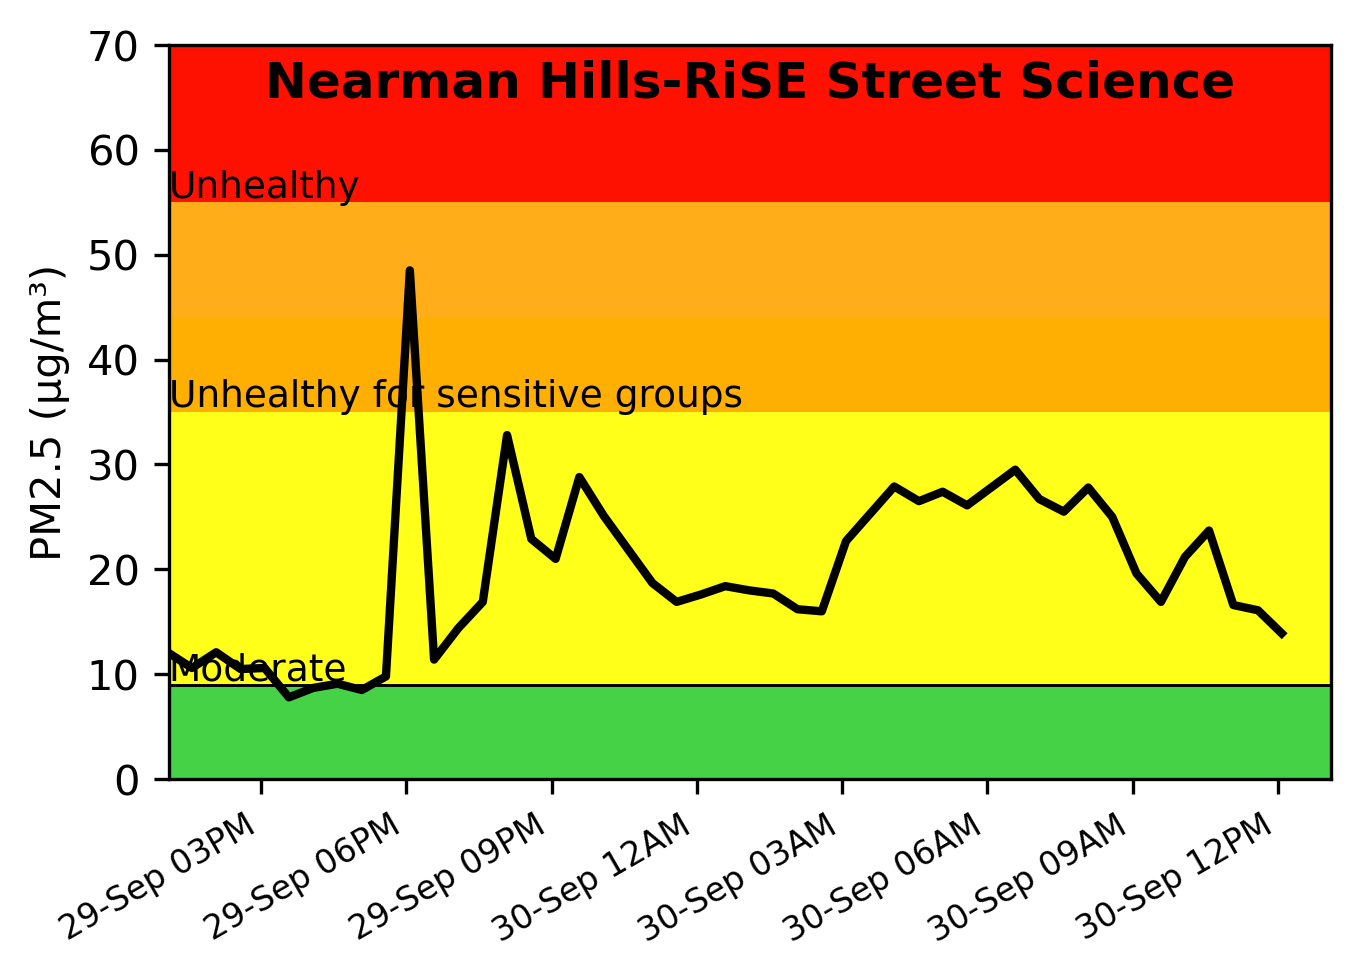 Nearman Hills-RiSE Street Science
70
60
50
40
30
20
10
0
PM2.5 (µg/m³)
Unhealthy
Unhealthy for sensitive groups
Moderate
29-Sep 03PM
29-Sep 06PM
29-Sep 09PM
30-Sep 12AM
30-Sep 03AM
30-Sep 06AM
30-Sep 09AM
30-Sep 12PM